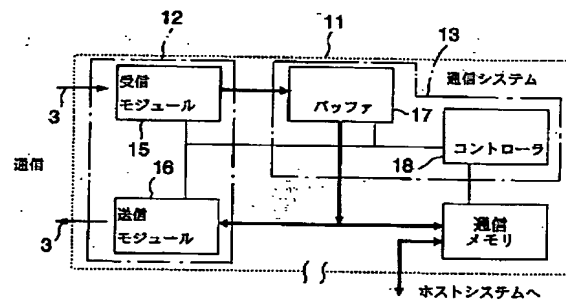 12
11
13
通信システム
受信
モジュール
バッファ
3
15
17
コントローラ
18
通信
16
送信
モジュール
3
通信
メモリ
ホストシステムへ